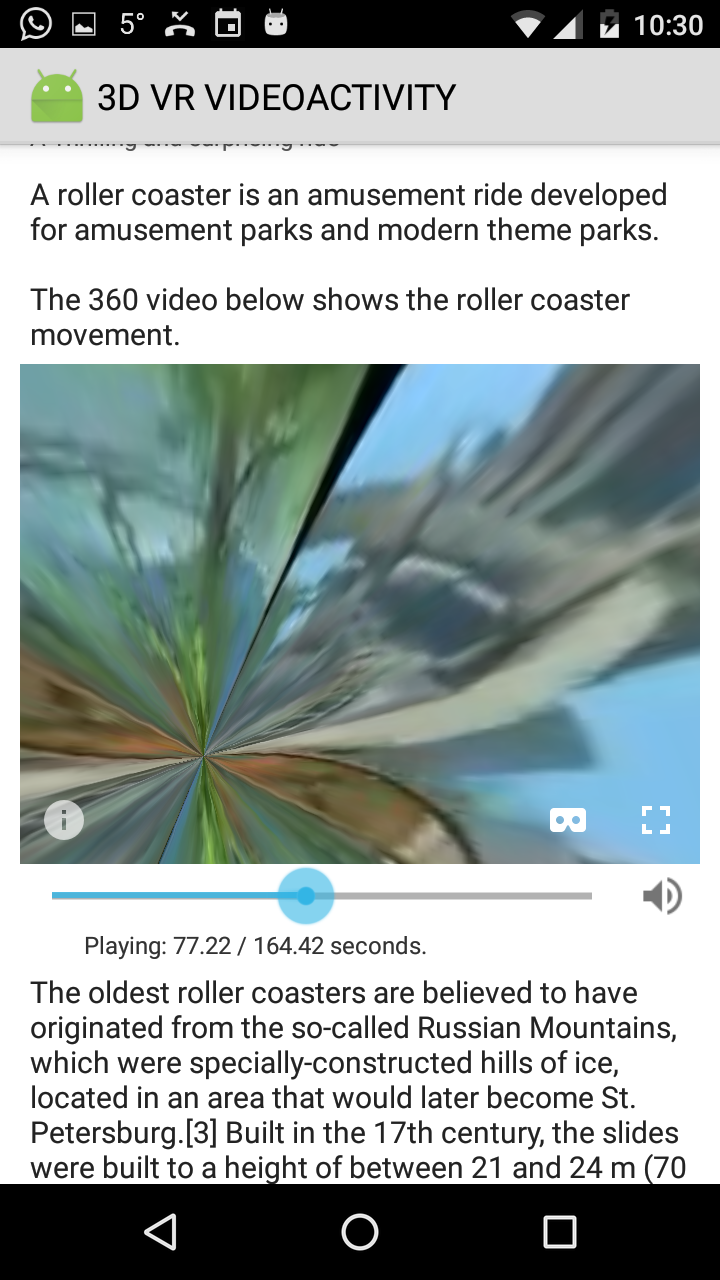 5° 10:30
3D VR VIDEOACTIVITY
A Thrilling and surprising ride
A roller coaster is an amusement ride developed
for amusement parks and modern theme parks.
The 360 video below shows the roller coaster
movement.
Playing: 77.22 / 164.42 seconds.
The oldest roller coasters are believed to have
originated from the so-called Russian Mountains,
which were specially-constructed hills of ice,
located in an area that would later become St.
Petersburg.[3] Built in the 17th century, the slides
were built to a height of between 21 and 24 m (70